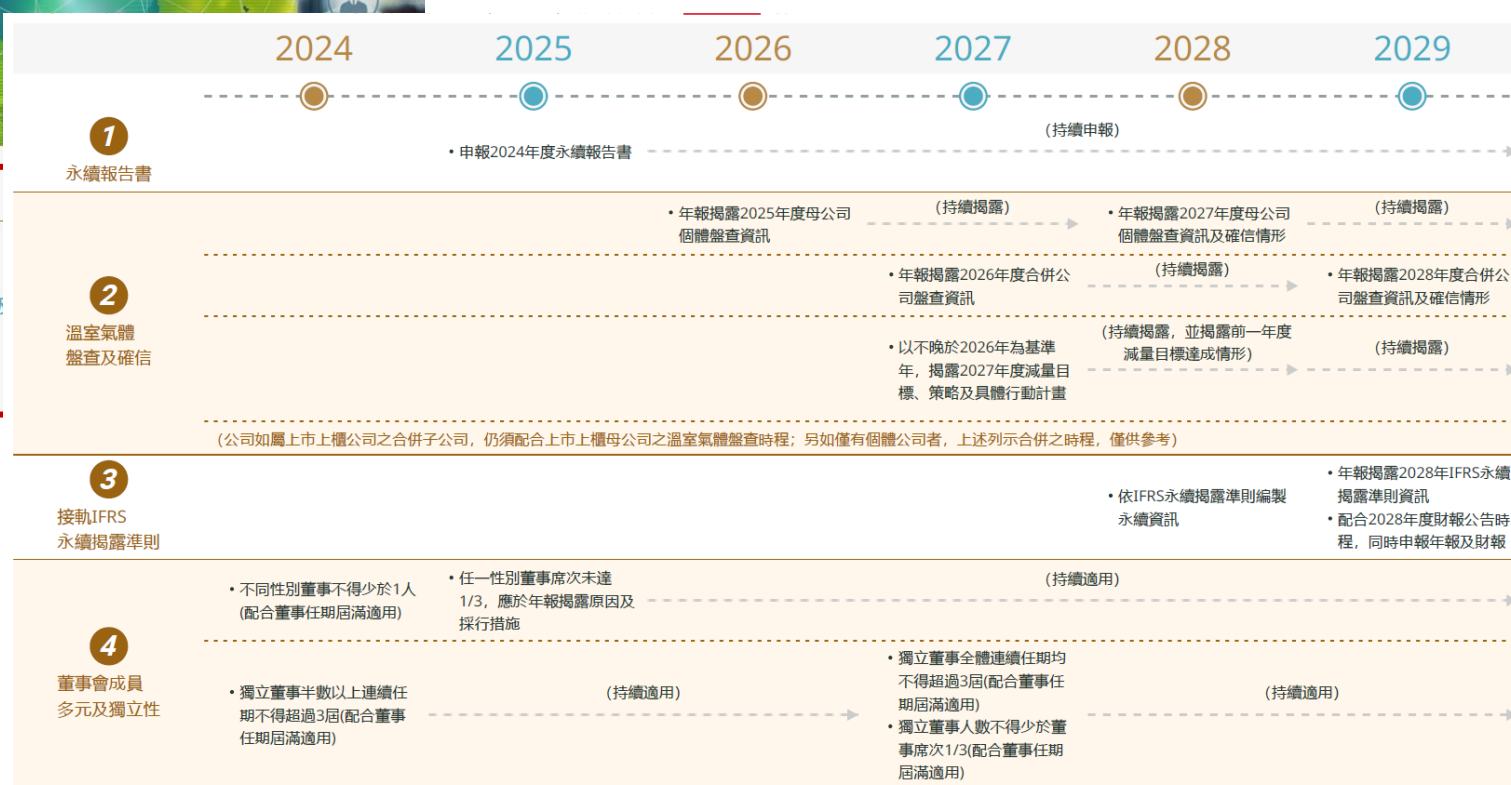 2024
2025
2026
2027
2028
2029
1
永續報告書
• 申報2024年度永續報告書
(持續申報)
2
溫室氣體
盤查及確信
• 年報揭露2025年度母公司
個體盤查資訊
(持續揭露)
• 年報揭露2027年度母公司
個體盤查資訊及確信情形
(持續揭露)
• 年報揭露2026年度合併公
司盤查資訊
(持續揭露)
• 年報揭露2028年度合併公
司盤查資訊及確信情形
• 以不晚於2026年為基準
年，揭露2027年度減量目
標、策略及具體行動計畫
(持續揭露，並揭露前一年度
減量目標達成情形)
(持續揭露)
(公司如屬上市上櫃公司之合併子公司，仍須配合上市上櫃母公司之溫室氣體盤查時程；另如僅有個體公司者，上述列示合併之時程，僅供參考)
3
接軌IFRS
永續揭露準則
• 依IFRS永續揭露準則編製
永續資訊
• 年報揭露2028年IFRS永續
揭露準則資訊
• 配合2028年度財報公告時
程，同時申報年報及財報
4
董事會成員
多元及獨立性
• 不同性別董事不得少於1人
(配合董事任期屆滿適用)
• 任一性別董事席次未達
1/3，應於年報揭露原因及
採行措施
(持續適用)
• 獨立董事半數以上連續任
期不得超過3屆(配合董事
任期屆滿適用)
(持續適用)
• 獨立董事全體連續任期均
不得超過3屆(配合董事任
期屆滿適用)
• 獨立董事人數不得少於董
事席次1/3(配合董事任期
屆滿適用)
(持續適用)